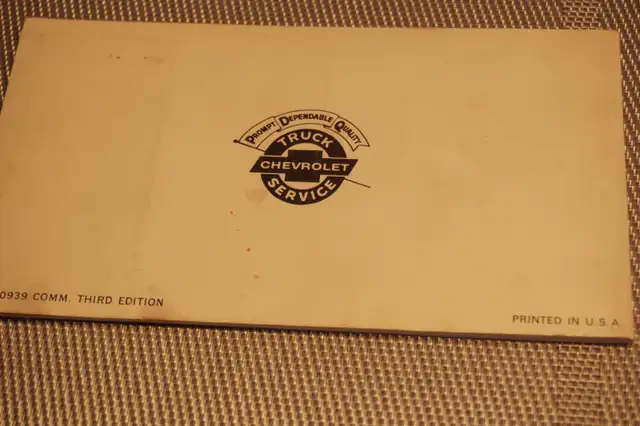 PROMPT DEPENDABLE QUALITY
TRUCK
CHEVROLET
SERVICE
0939 COMM. THIRD EDITION
PRINTED IN U.S.A